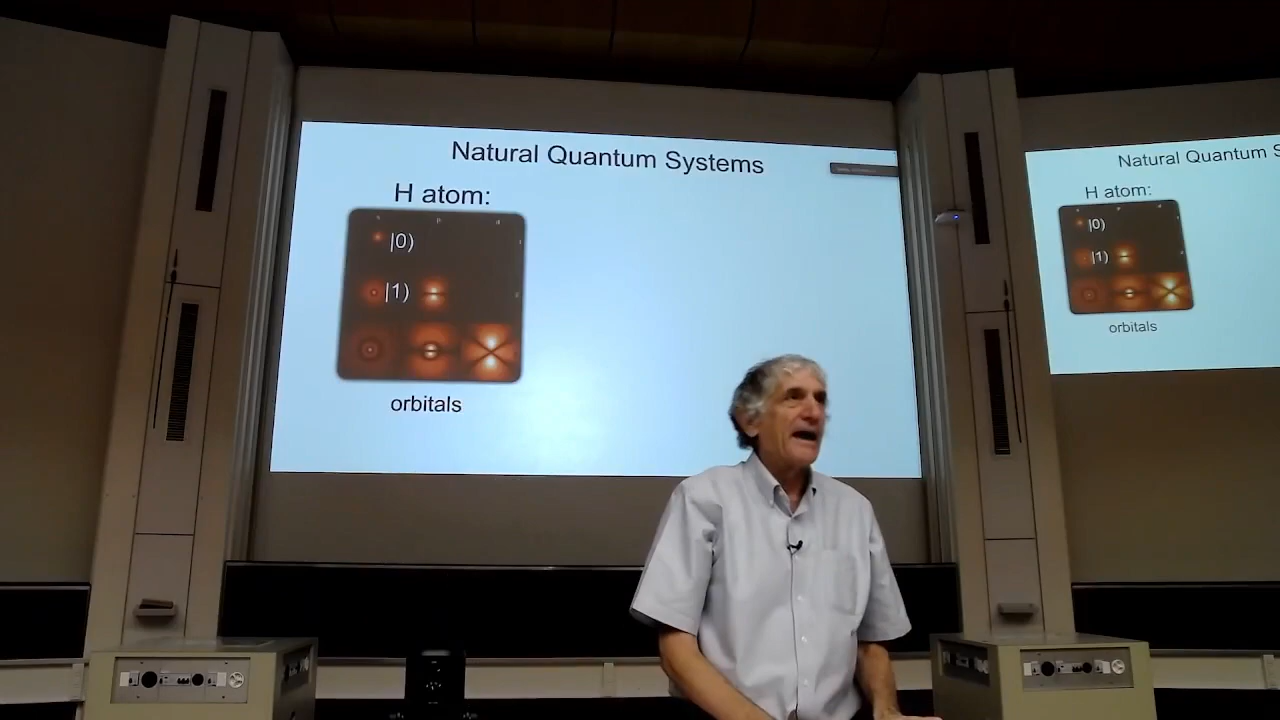 Natural Quantum Systems
H atom:
|0)
|1)
orbitals
Natural Quantum S
H atom:
|0)
|1)
orbitals